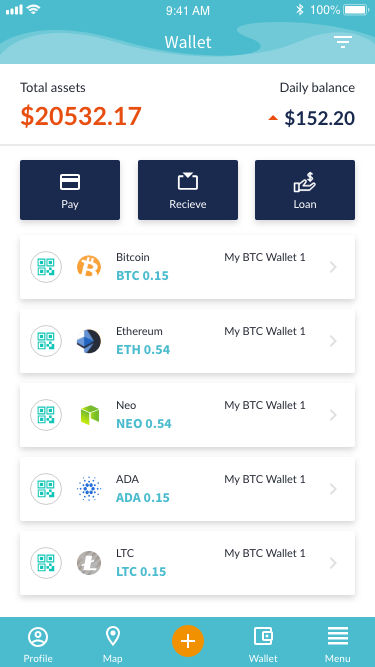 9:41 AM
100%
Wallet
Total assets
Daily balance
$20532.17
$152.20
Pay
Recieve
Loan
Bitcoin
My BTC Wallet 1
BTC 0.15
Ethereum
My BTC Wallet 1
ETH 0.54
Neo
My BTC Wallet 1
NEO 0.54
ADA
My BTC Wallet 1
ADA 0.15
LTC
My BTC Wallet 1
LTC 0.15
Profile
Map
Wallet
Menu